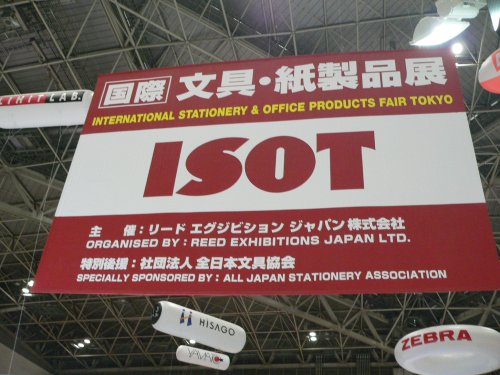 国際 文具・紙製品展
INTERNATIONAL STATIONERY & OFFICE PRODUCTS FAIR TOKYO
ISOT
主 催：リード エグジビション ジャパン 株式会社
ORGANISED BY : REED EXHIBITIONS JAPAN LTD.
特別後援：社団法人 全日本文具協会
SPECIALLY SPONSORED BY : ALL JAPAN STATIONERY ASSOCIATION
LAB.
HISAGO
ZEBRA